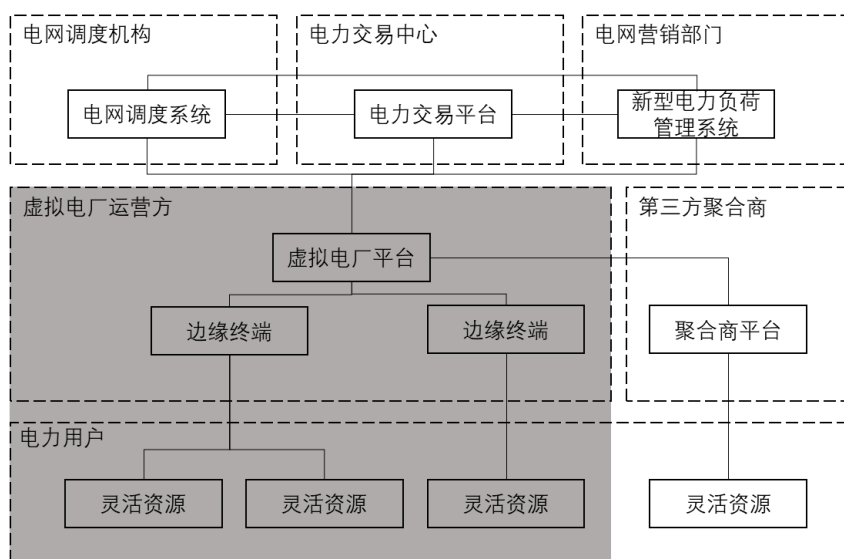 电网调度机构
电力交易中心
电网营销部门
电网调度系统
电力交易平台
新型电力负荷
管理系统
虚拟电厂运营方
第三方聚合商
虚拟电厂平台
边缘终端
边缘终端
聚合商平台
电力用户
灵活资源
灵活资源
灵活资源
灵活资源